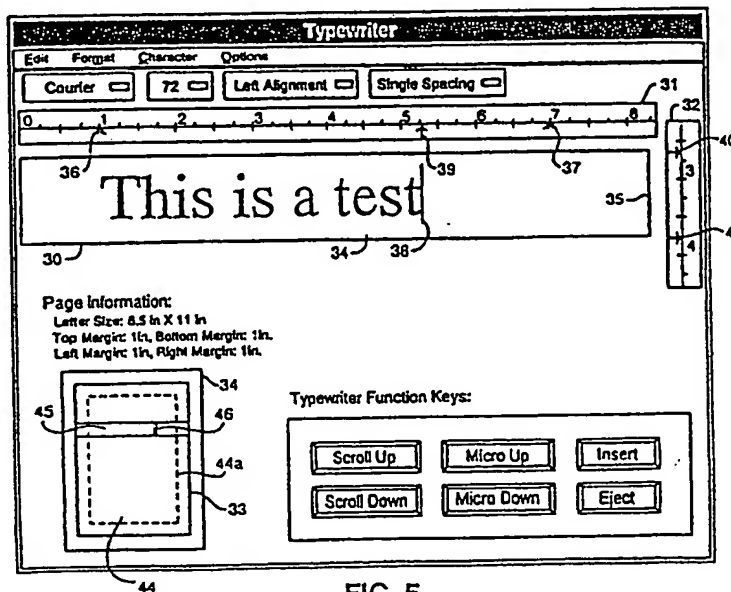 Typewriter
Edit Format Character Options
Courier 72 Left Alignment Single Spacing
31
32
0 1 2 3 4 5 6 7 8
36 39 37
40
3
This is a test
35
4
30 34 38
4
Page Information:
Letter Size: 8.5 in X 11 in
Top Margin: 1in, Bottom Margin: 1in.
Left Margin: 1in, Right Margin: 1in.
34
Typewriter Function Keys:
45 46
Scroll Up Micro Up Insert
44a
Scroll Down Micro Down Eject
33
44
FIG. 5